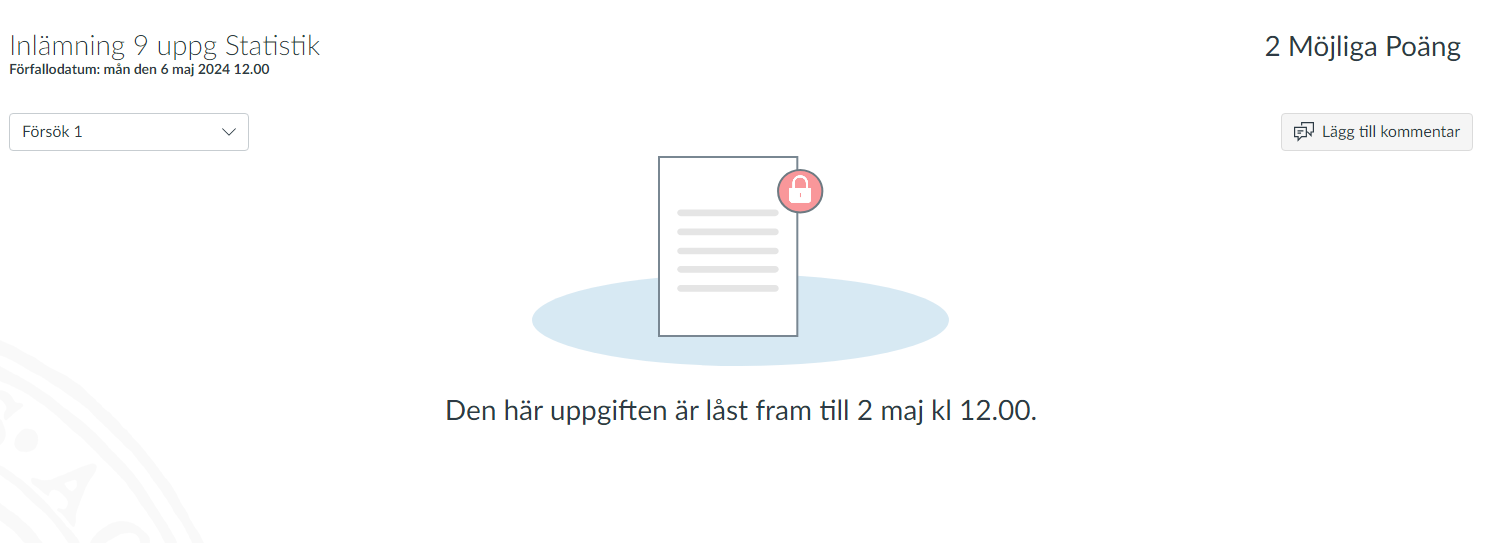 Inlämning 9 uppg Statistik
2 Möjliga Poäng
Förfallodatum: mån den 6 maj 2024 12.00
Försök 1
Lägg till kommentar
Den här uppgiften är låst fram till 2 maj kl 12.00.